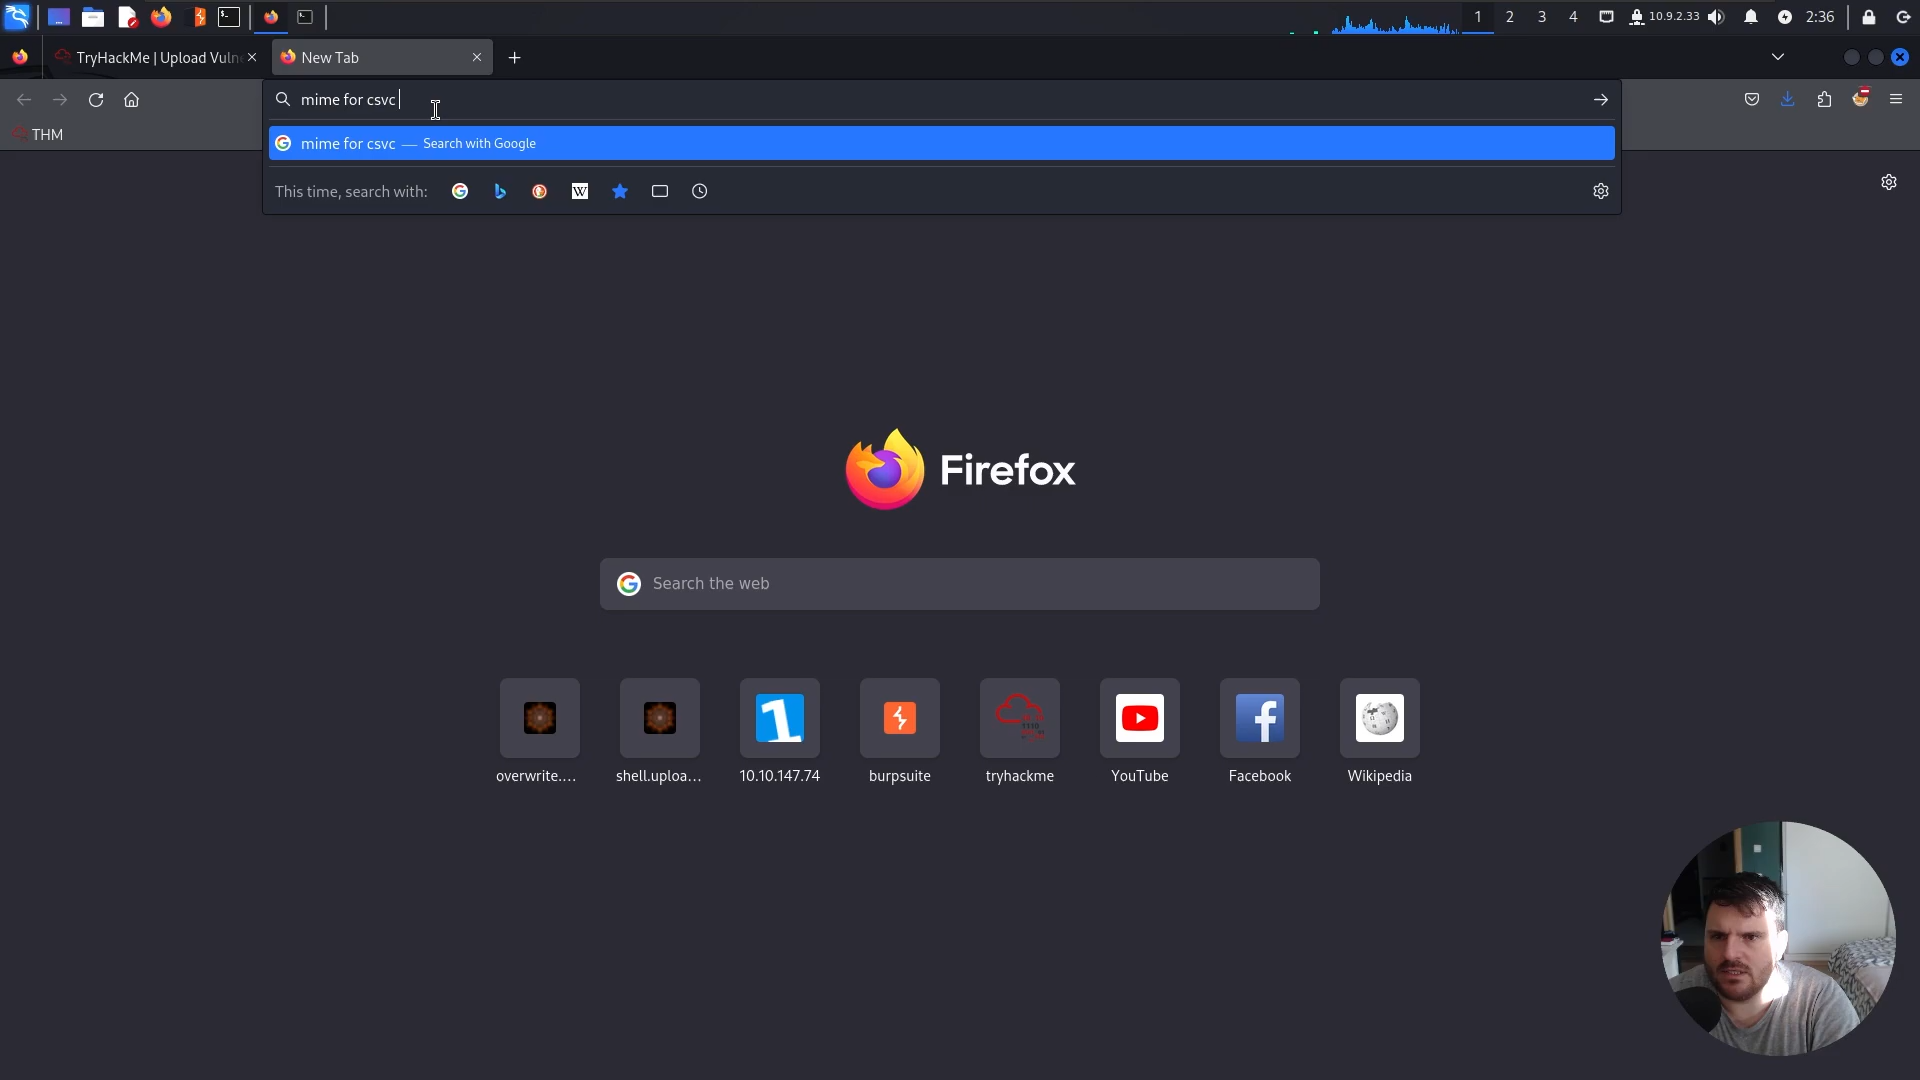 1 2 3 4 10.9.2.33 2:36
TryHackMe | Upload Vuln
New Tab
mime for csvc
THM
mime for csvc — Search with Google
This time, search with:
Firefox
Search the web
overwrite....
shell.uploa...
10.10.147.74
burpsuite
tryhackme
YouTube
Facebook
Wikipedia